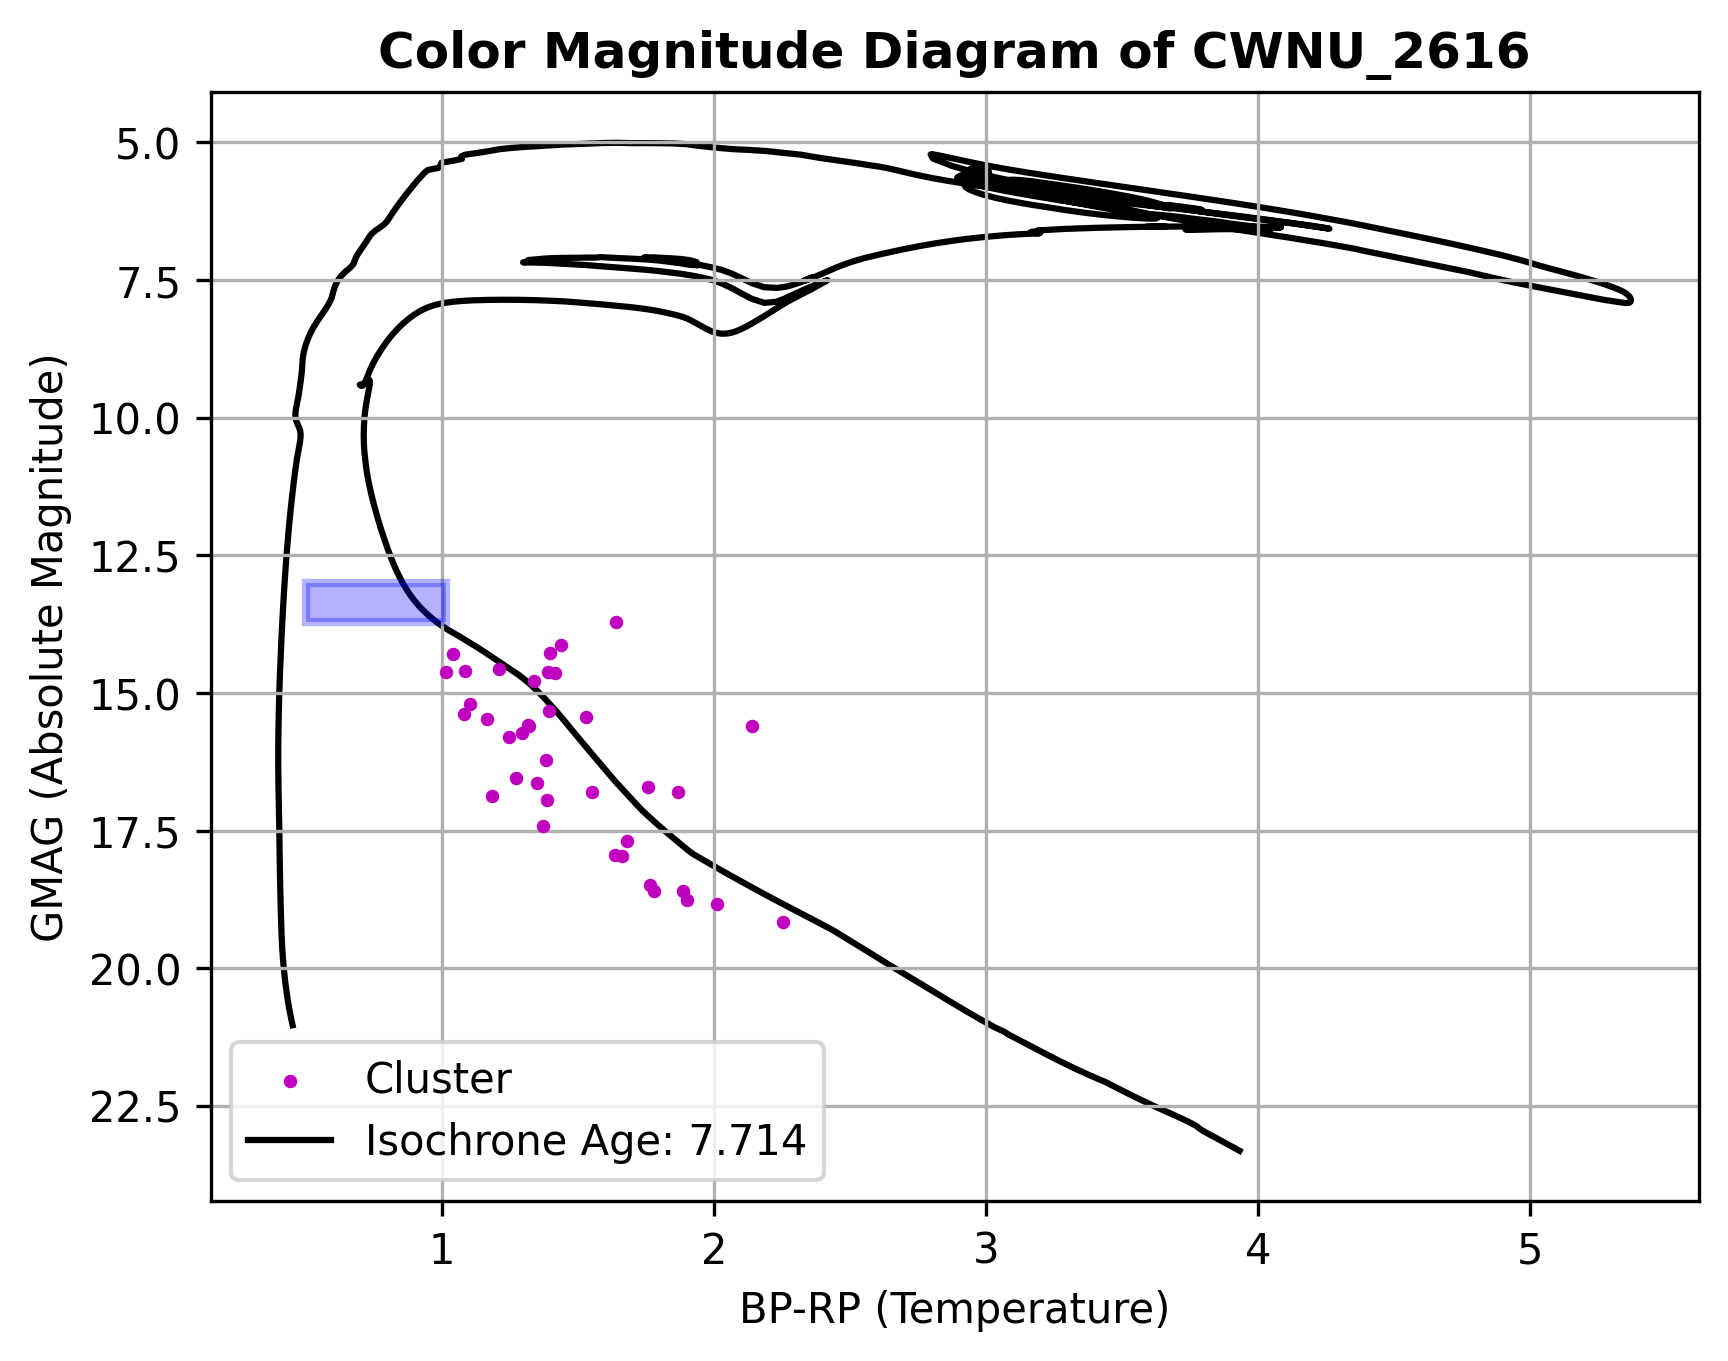 Color Magnitude Diagram of CWNU_2616
GMAG (Absolute Magnitude)
5.0
7.5
10.0
12.5
15.0
17.5
20.0
22.5
Cluster
Isochrone Age: 7.714
1 2 3 4 5
BP-RP (Temperature)